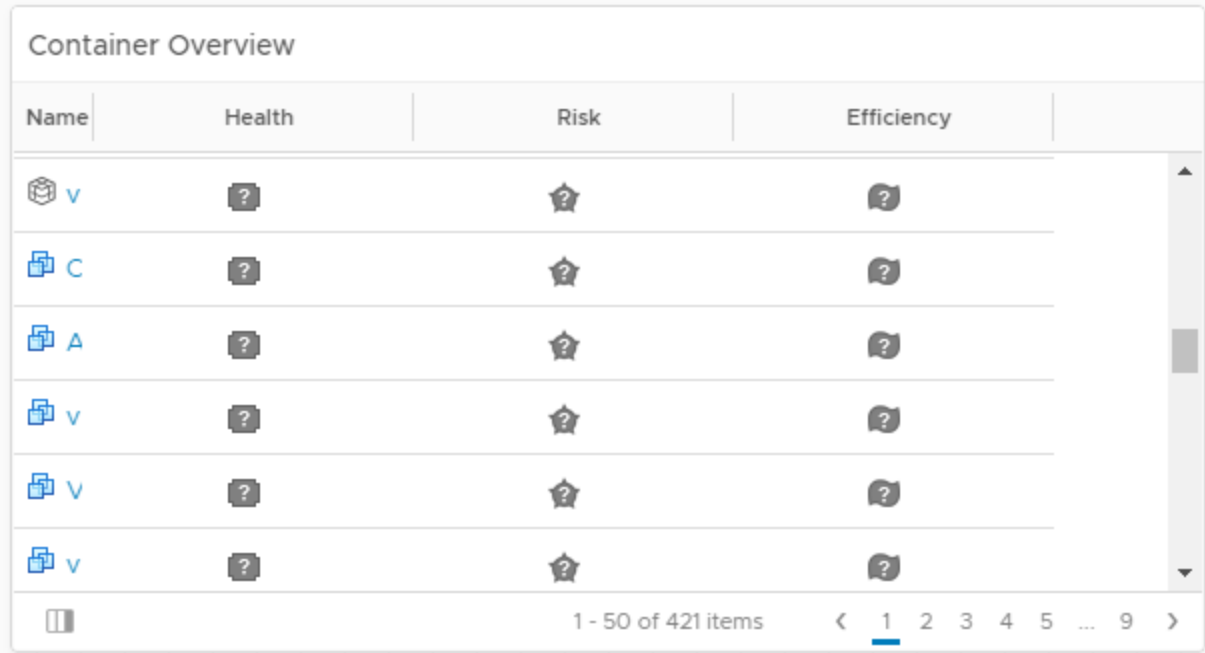 Container Overview
Name Health Risk Efficiency
v ? ? ?
C ? ? ?
A ? ? ?
v ? ? ?
V ? ? ?
v ? ? ?
1 - 50 of 421 items ‹ 1 2 3 4 5 ... 9 ›